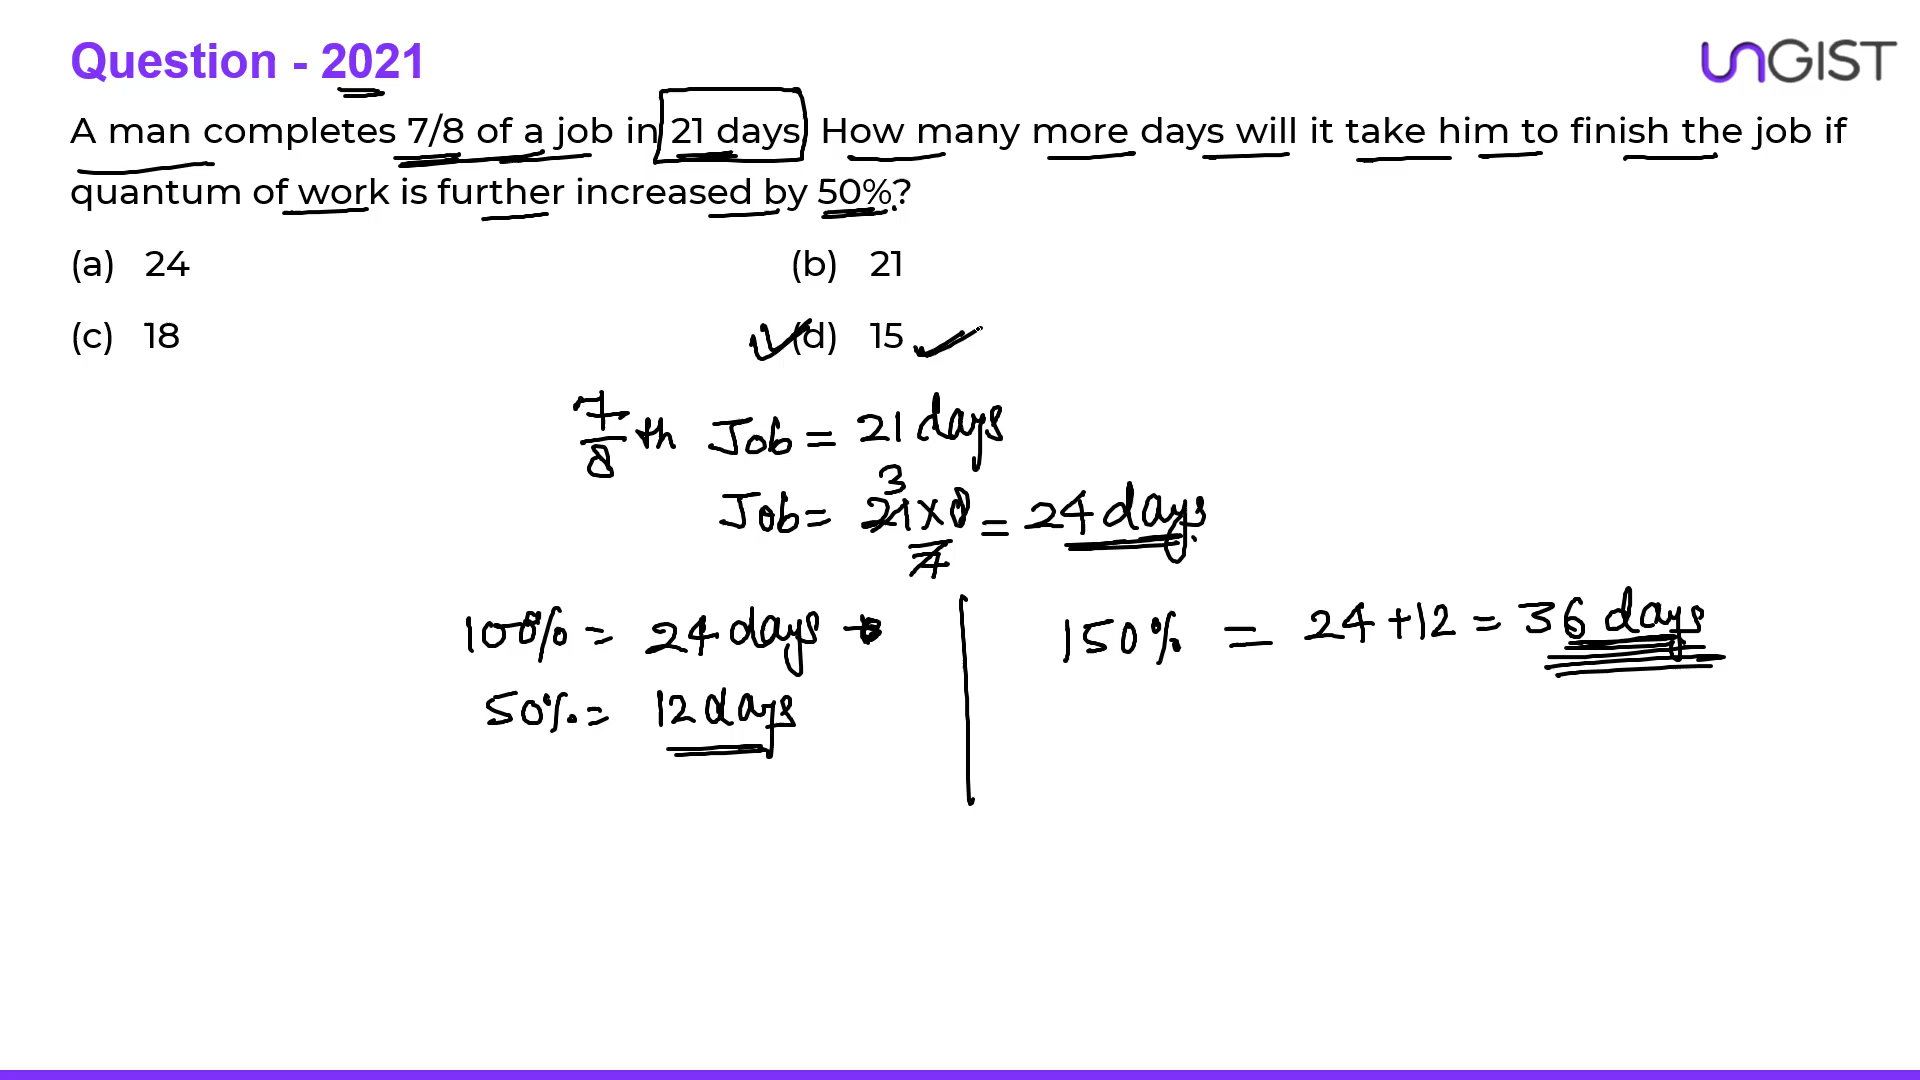 Question - 2021
UNGIST
A man completes 7/8 of a job in 21 days. How many more days will it take him to finish the job if
quantum of work is further increased by 50%?
(a) 24 (b) 21
(c) 18 (d) 15
7/8 th Job = 21 days
3
Job = 21 x 8 / 7 = 24 days
100% = 24 days
150% = 24 + 12 = 36 days
50% = 12 days